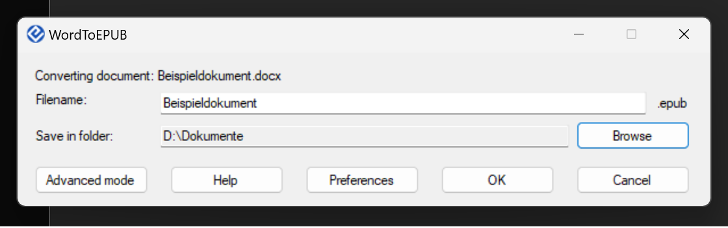 WordToEPUB
Converting document: Beispieldokument.docx
Filename: Beispieldokument .epub
Save in folder: D:\Dokumente Browse
Advanced mode Help Preferences OK Cancel